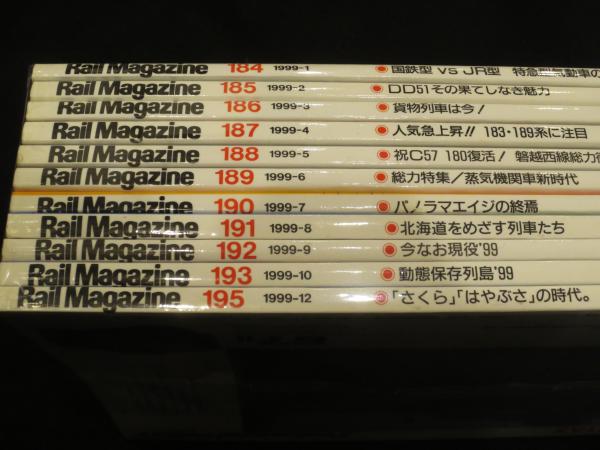 Rail Magazine 184 1999-1 国鉄型 vs JR型 特急型気動車の
Rail Magazine 185 1999-2 DD51その果てしなき魅力
Rail Magazine 186 1999-3 貨物列車は今!
Rail Magazine 187 1999-4 人気急上昇!! 183・189系に注目
Rail Magazine 188 1999-5 祝C57 180復活! 磐越西線総力
Rail Magazine 189 1999-6 総力特集/蒸気機関車新時代
Rail Magazine 190 1999-7 パノラマエイジの終焉
Rail Magazine 191 1999-8 北海道をめざす列車たち
Rail Magazine 192 1999-9 今なお現役'99
Rail Magazine 193 1999-10 動態保存列島'99
Rail Magazine 195 1999-12 「さくら」「はやぶさ」の時代。